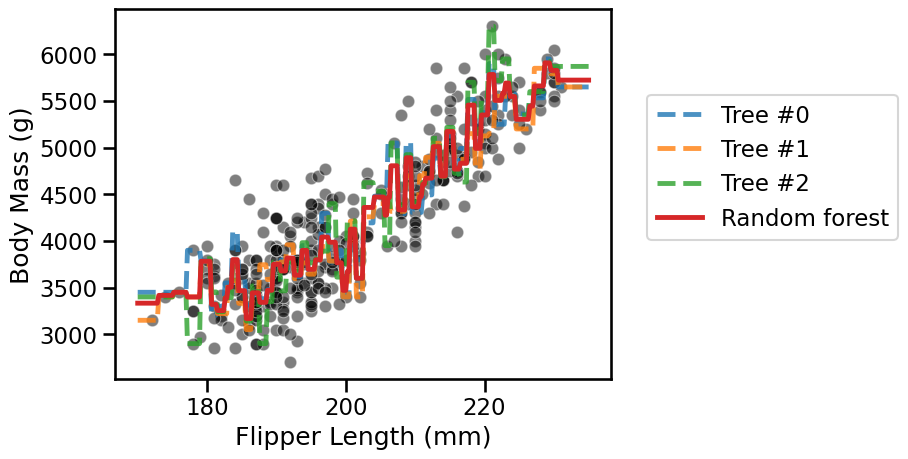 6000
5500
5000
4500
4000
3500
3000
Body Mass (g)
180
200
220
Flipper Length (mm)
Tree #0
Tree #1
Tree #2
Random forest